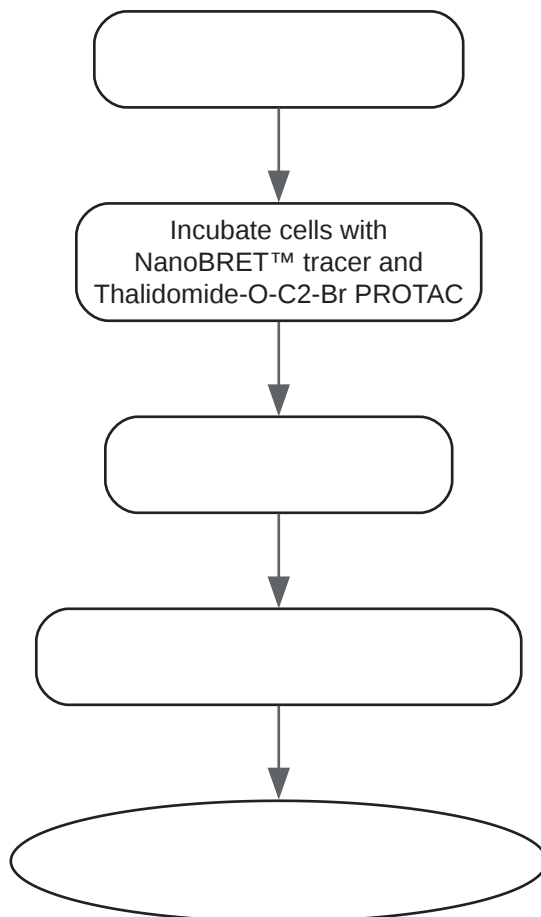 Incubate cells with
NanoBRET™ tracer and
Thalidomide-O-C2-Br PROTAC